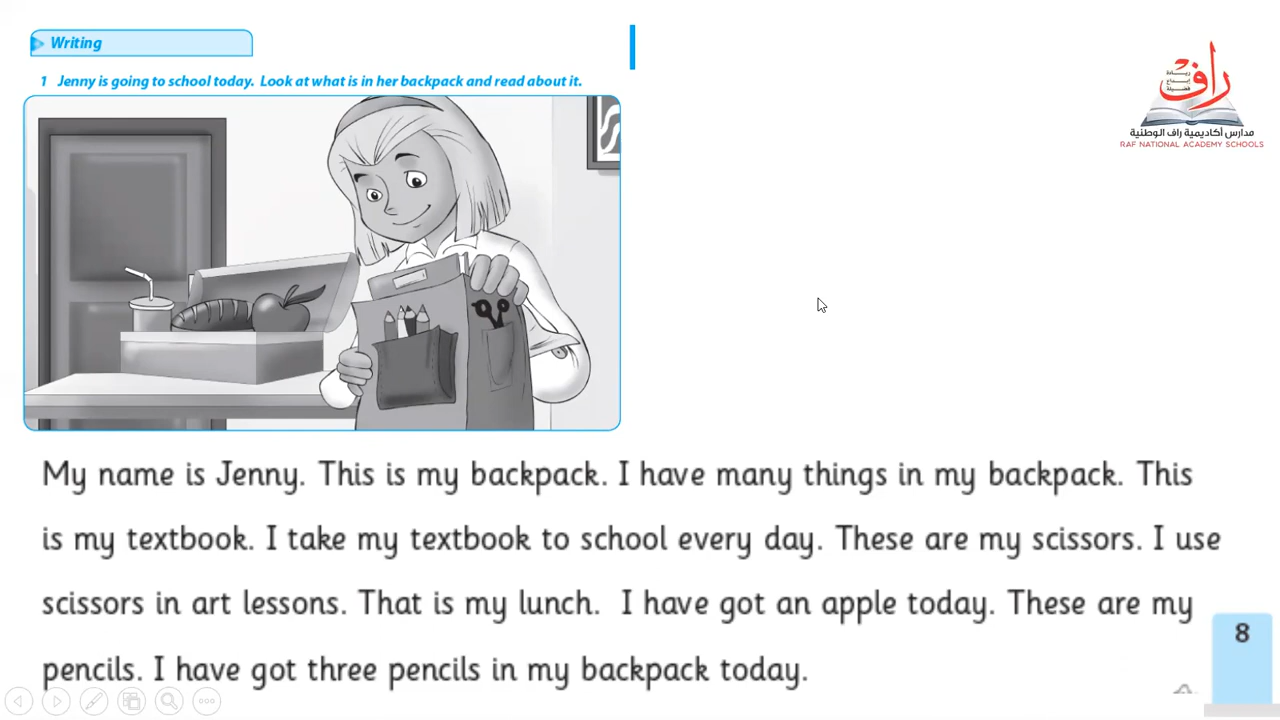 Writing
1 Jenny is going to school today. Look at what is in her backpack and read about it.
راف
ريادة
إبداع
فضيلة
مدارس أكاديمية راف الوطنية
RAF NATIONAL ACADEMY SCHOOLS
My name is Jenny. This is my backpack. I have many things in my backpack. This
is my textbook. I take my textbook to school every day. These are my scissors. I use
scissors in art lessons. That is my lunch. I have got an apple today. These are my
pencils. I have got three pencils in my backpack today.
8